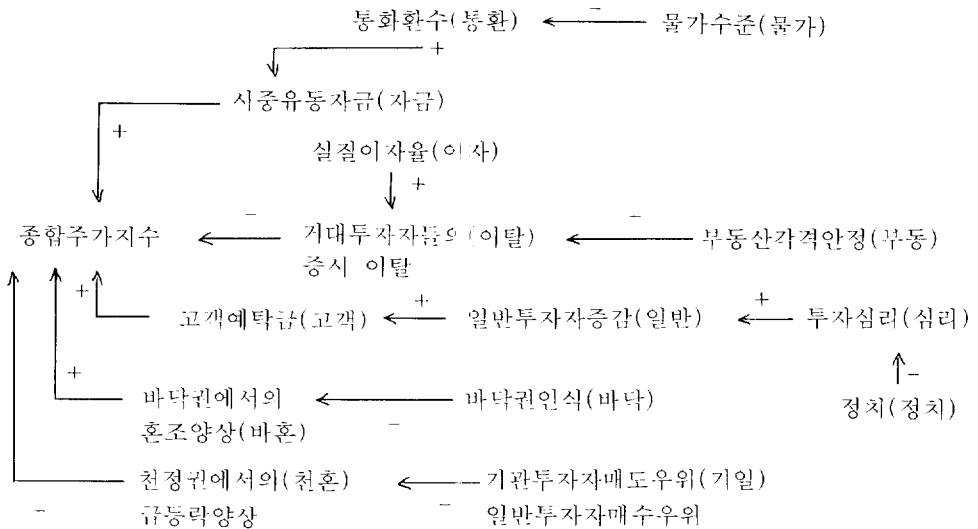 통화환수(통환) − 물가수준(물가)
+
시중유동자금(자금)
+
실질이자율(이자)
+
종합주가지수 − 거대투자자들의(이탈) − 부동산각격안정(부동)
증시 이탈
+ 고객예탁금(고객) + 일반투자자증감(일반) + 투자심리(심리)
−
+ 바닥권에서의 바닥권인식(바닥) 정치(정치)
혼조양상(바혼) −
천정권에서의(천혼) 기관투자자매도우위(기일)
− 급등락양상 − 일반투자자매수우위